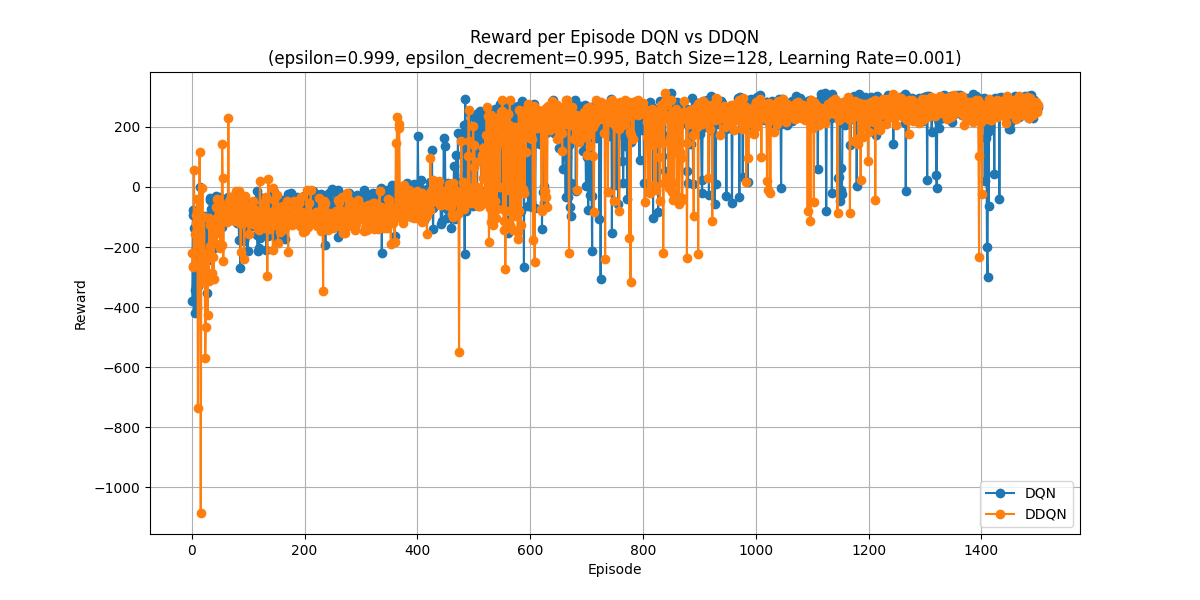 Reward per Episode DQN vs DDQN
(epsilon=0.999, epsilon_decrement=0.995, Batch Size=128, Learning Rate=0.001)
200
0
−200
−400
−600
−800
−1000
Reward
0
200
400
600
800
1000
1200
1400
Episode
DQN
DDQN